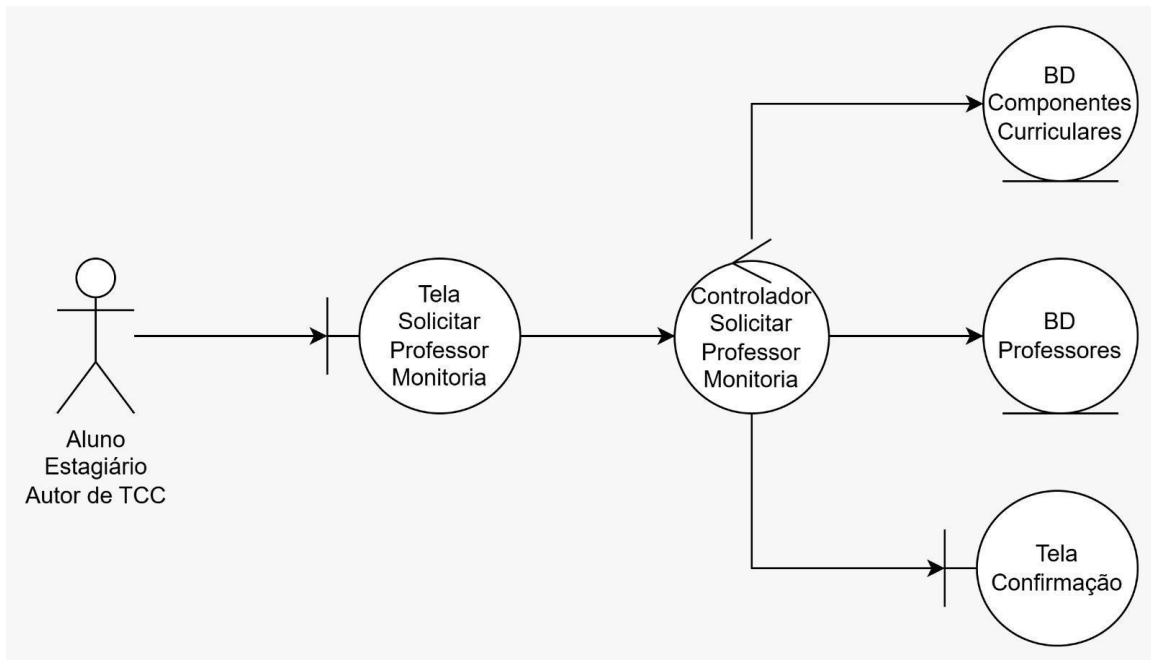 Aluno
Estagiário
Autor de TCC
Tela
Solicitar
Professor
Monitoria
Controlador
Solicitar
Professor
Monitoria
BD
Componentes
Curriculares
BD
Professores
Tela
Confirmação